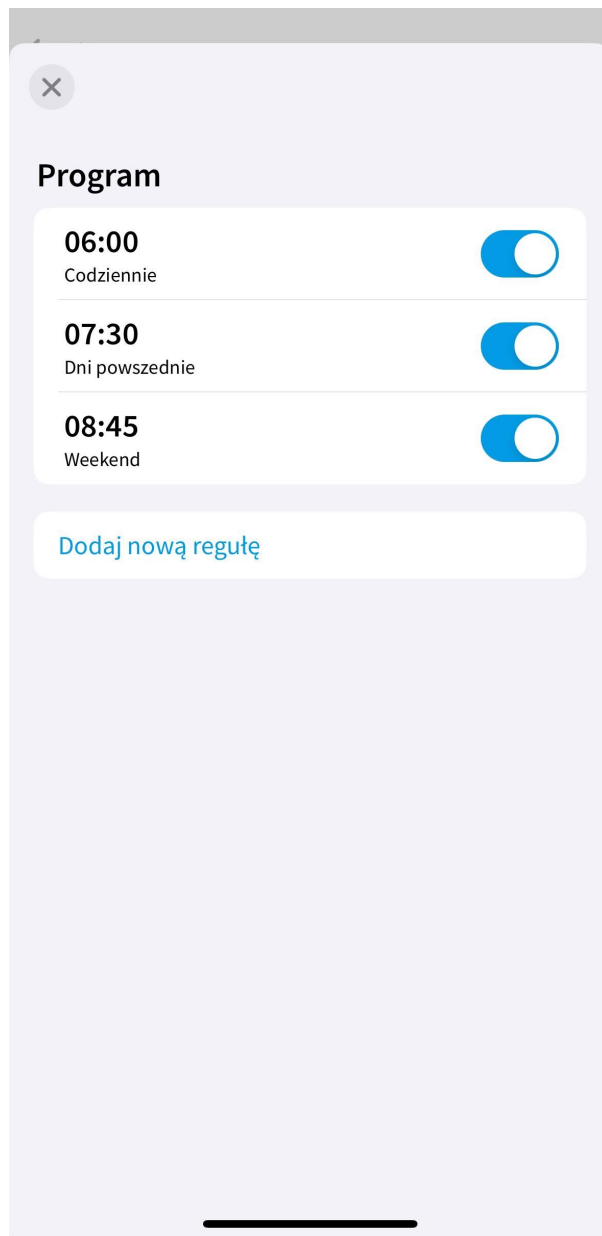 Program
06:00
Codziennie
07:30
Dni powszednie
08:45
Weekend
Dodaj nową regułę